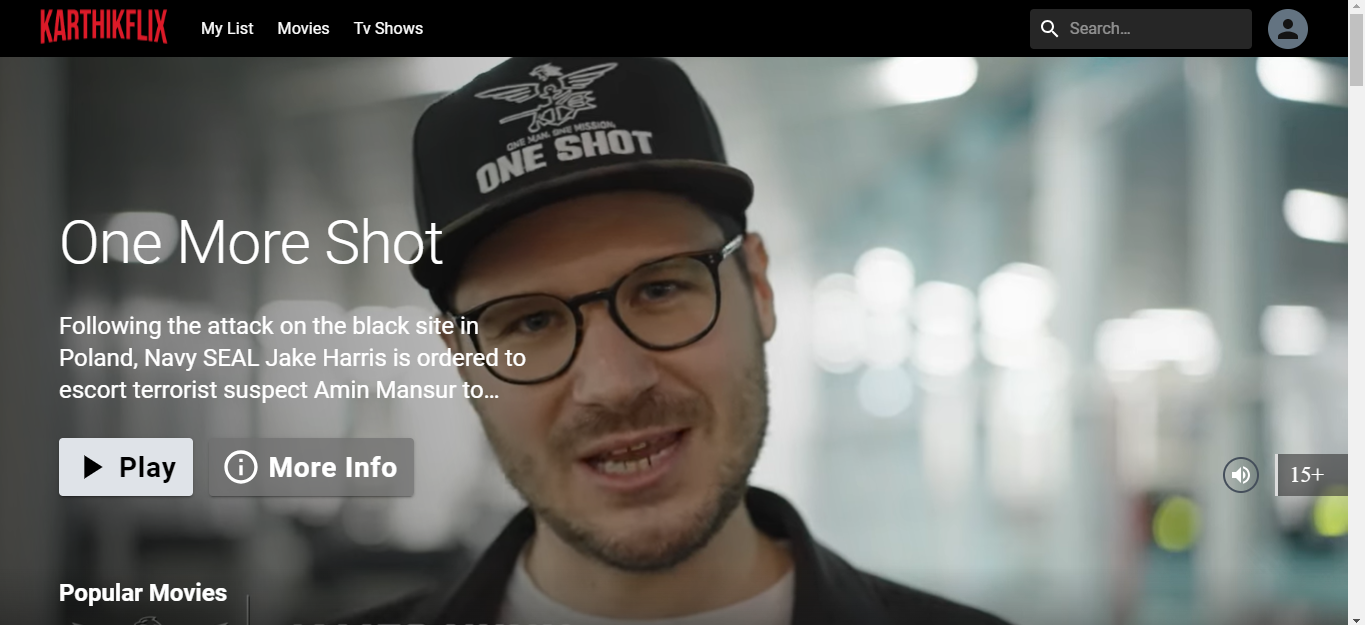 KARTHIKFLIX
My List
Movies
Tv Shows
Search...
ONE MAN. ONE MISSION.
ONE SHOT
One More Shot
Following the attack on the black site in
Poland, Navy SEAL Jake Harris is ordered to
escort terrorist suspect Amin Mansur to...
Play
More Info
15+
Popular Movies